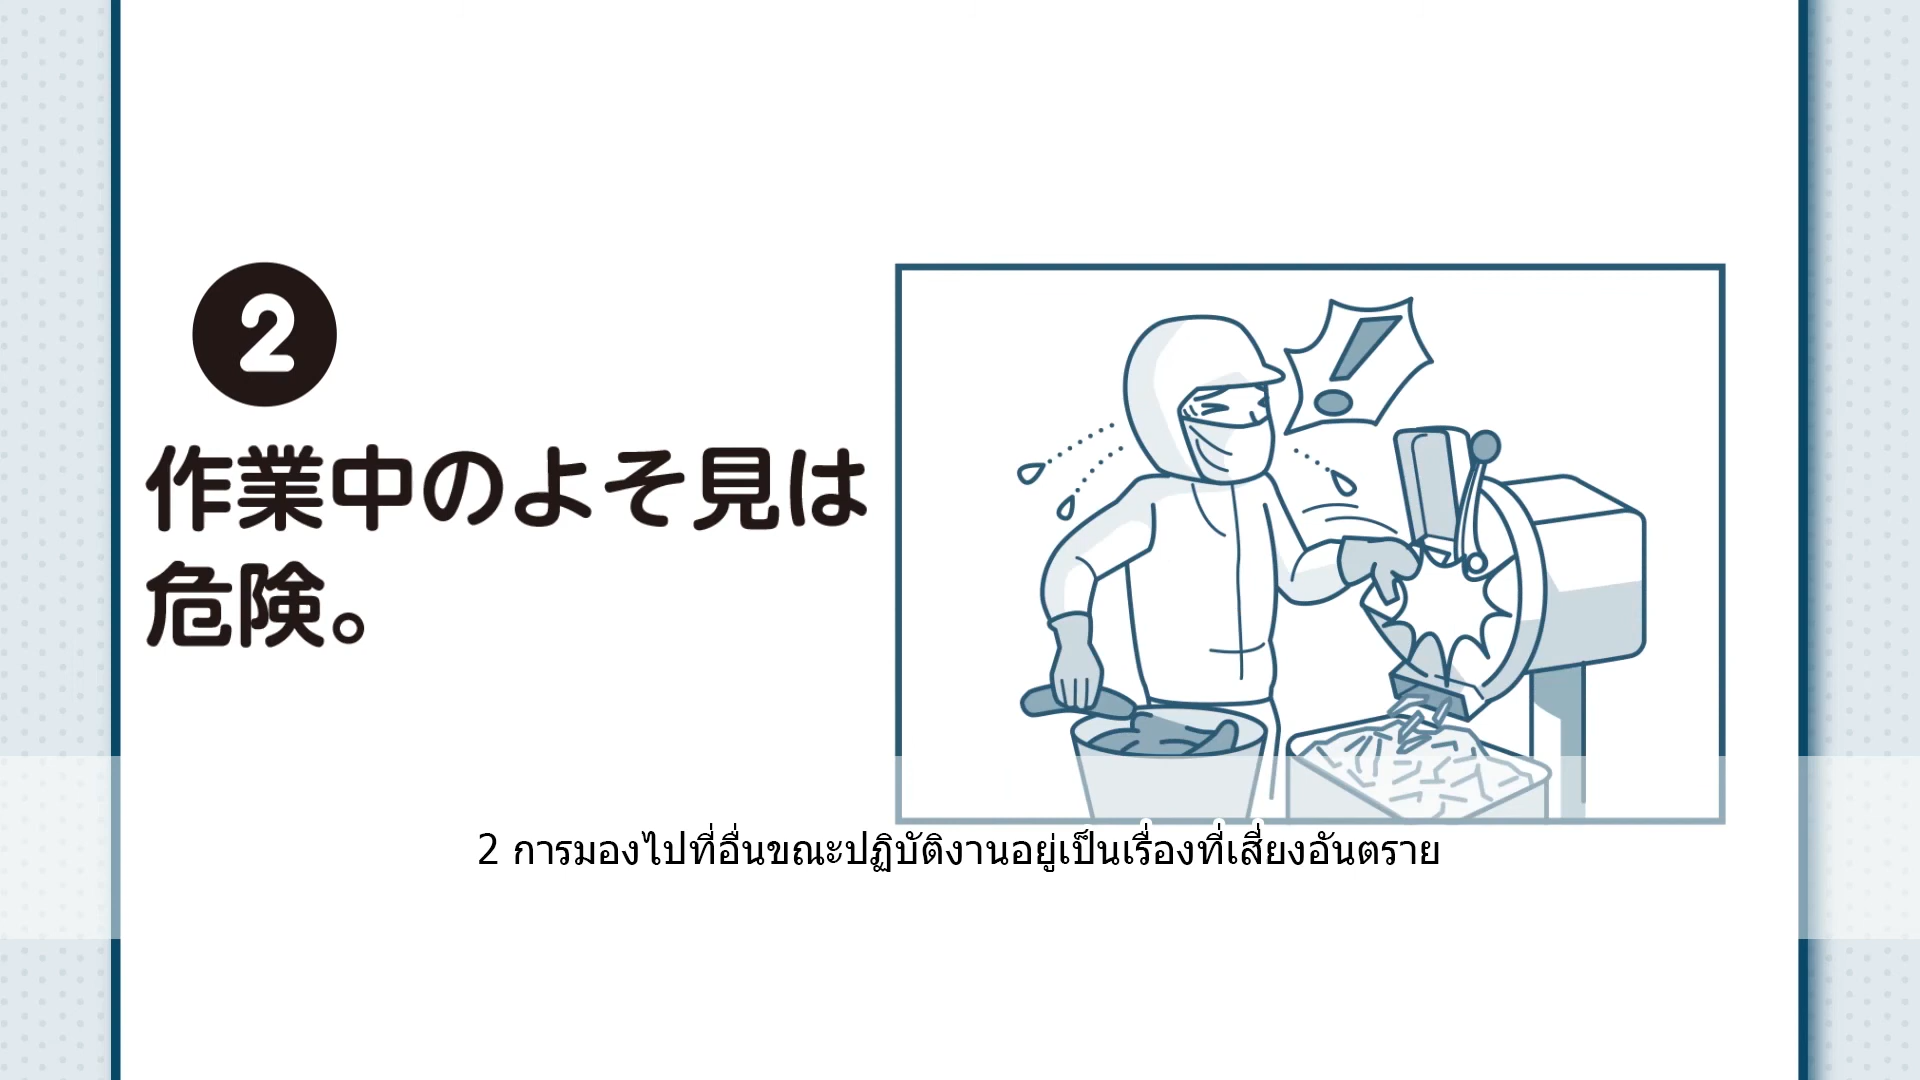 2
作業中のよそ見は
危険。
2 การมองไปที่อื่นขณะปฏิบัติงานอยู่เป็นเรื่องที่เสี่ยงอันตราย